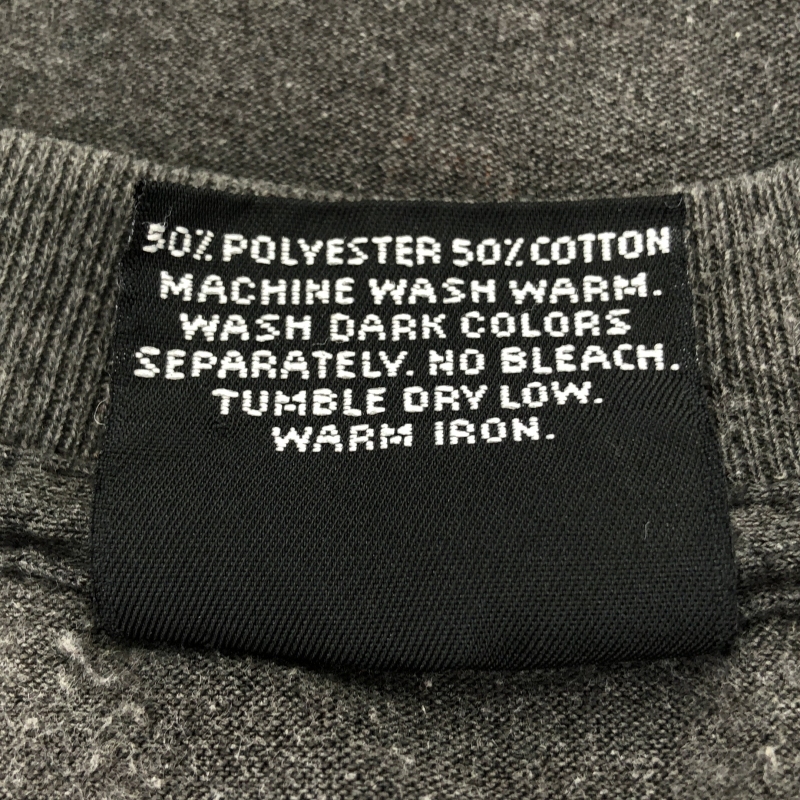 50% POLYESTER 50% COTTON
MACHINE WASH WARM.
WASH DARK COLORS
SEPARATELY. NO BLEACH.
TUMBLE DRY LOW.
WARM IRON.